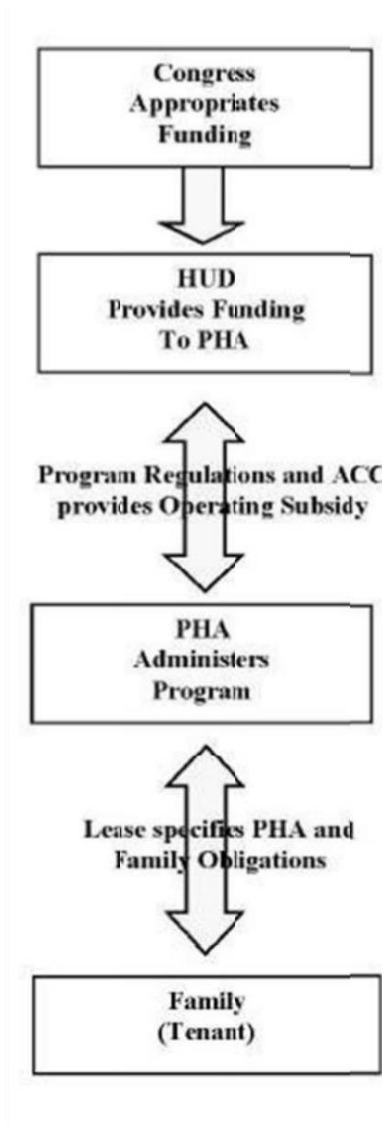 Congress
Appropriates
Funding
HUD
Provides Funding
To PHA
Program Regulations and ACC
provides Operating Subsidy
PHA
Administers
Program
Lease specifies PHA and
Family Obligations
Family
(Tenant)